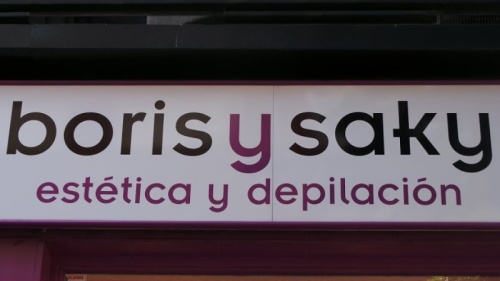 boris y saky
estética y depilación